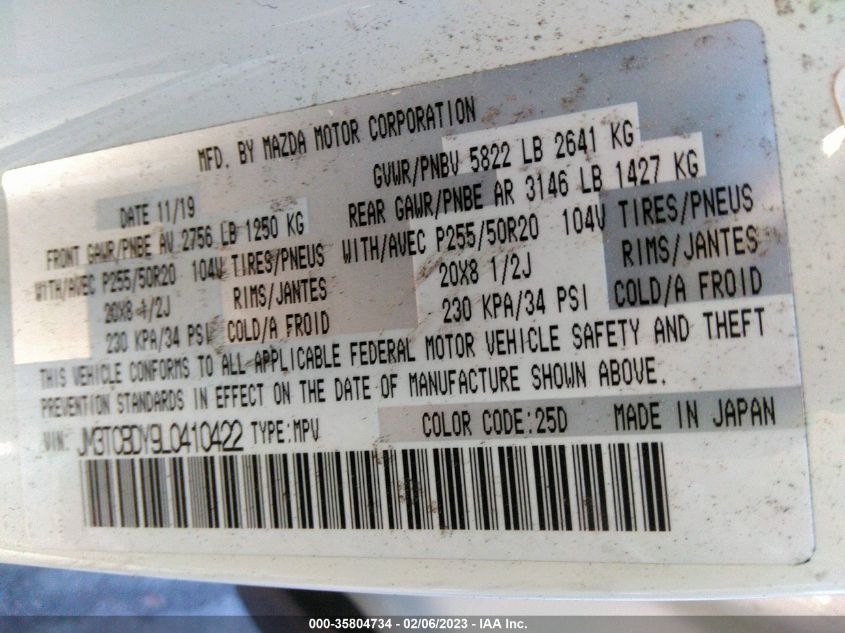 MFD. BY MAZDA MOTOR CORPORATION
DATE 11/19 GVWR/PNBV 5822 LB 2641 KG
FRONT GAWR/PNBE AV 2756 LB 1250 KG REAR GAWR/PNBE AR 3146 LB 1427 KG
WITH/AVEC P255/50R20 104V TIRES/PNEUS WITH/AVEC P255/50R20 104V TIRES/PNEUS
20X8 1/2J RIMS/JANTES 20X8 1/2J RIMS/JANTES
230 KPA/34 PSI COLD/A FROID 230 KPA/34 PSI COLD/A FROID
THIS VEHICLE CONFORMS TO ALL APPLICABLE FEDERAL MOTOR VEHICLE SAFETY AND THEFT
PREVENTION STANDARDS IN EFFECT ON THE DATE OF MANUFACTURE SHOWN ABOVE.
VIN: JM3TCBDY9L0410422 TYPE:MPV COLOR CODE:25D MADE IN JAPAN
000-35804734 - 02/06/2023 - IAA Inc.